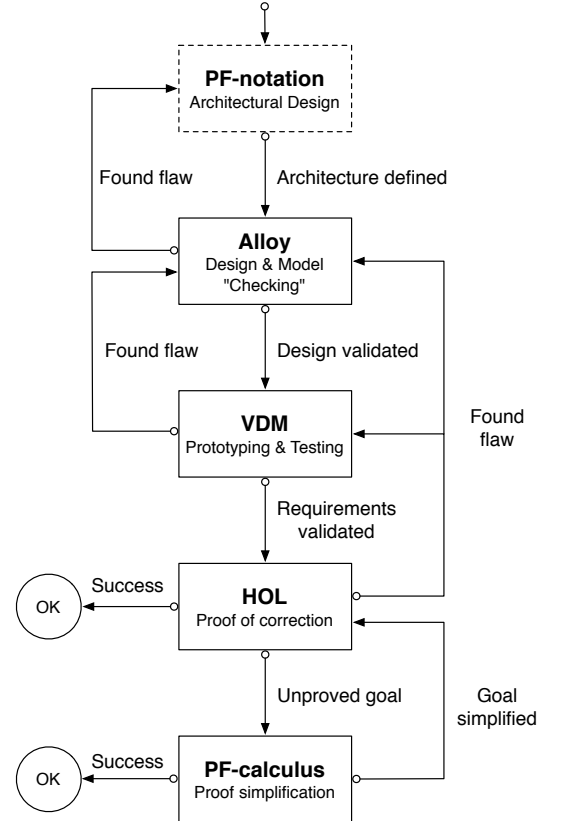 PF-notation
Architectural Design
Found flaw
Architecture defined
Alloy
Design & Model
"Checking"
Found flaw
Design validated
VDM
Prototyping & Testing
Found
flaw
Requirements
validated
Success
OK
HOL
Proof of correction
Unproved goal
Goal
simplified
Success
OK
PF-calculus
Proof simplification